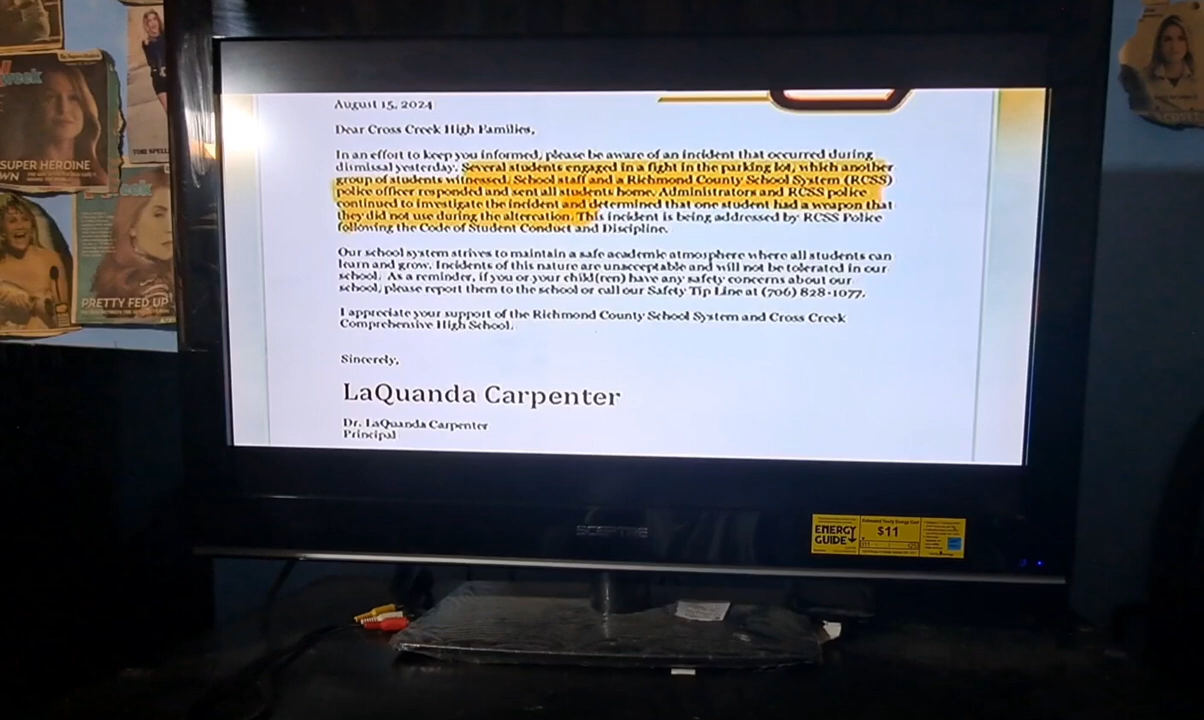 August 15, 2024
Dear Cross Creek High Families,
In an effort to keep you informed, please be aware of an incident that occurred during
dismissal yesterday. Several students engaged in a fight in the parking lot, which another
group of students witnessed. School staff and a Richmond County School System (RCSS)
police officer responded and sent all students home. Administrators and RCSS police
continued to investigate the incident and determined that one student had a weapon that
they did not use during the altercation. This incident is being addressed by RCSS Police
following the Code of Student Conduct and Discipline.
Our school system strives to maintain a safe academic atmosphere where all students can
learn and grow. Incidents of this nature are unacceptable and will not be tolerated in our
school. As a reminder, if you or your child(ren) have any safety concerns about our
school, please report them to the school or call our Safety Tip Line at (706) 828-1077.
I appreciate your support of the Richmond County School System and Cross Creek
Comprehensive High School.
Sincerely,
LaQuanda Carpenter
Dr. LaQuanda Carpenter
Principal
week
SUPER HEROINE
TORI SPELL
PRETTY FED UP
SCEPTRE
ENERGY
GUIDE
Estimated Yearly Energy Cost
$11